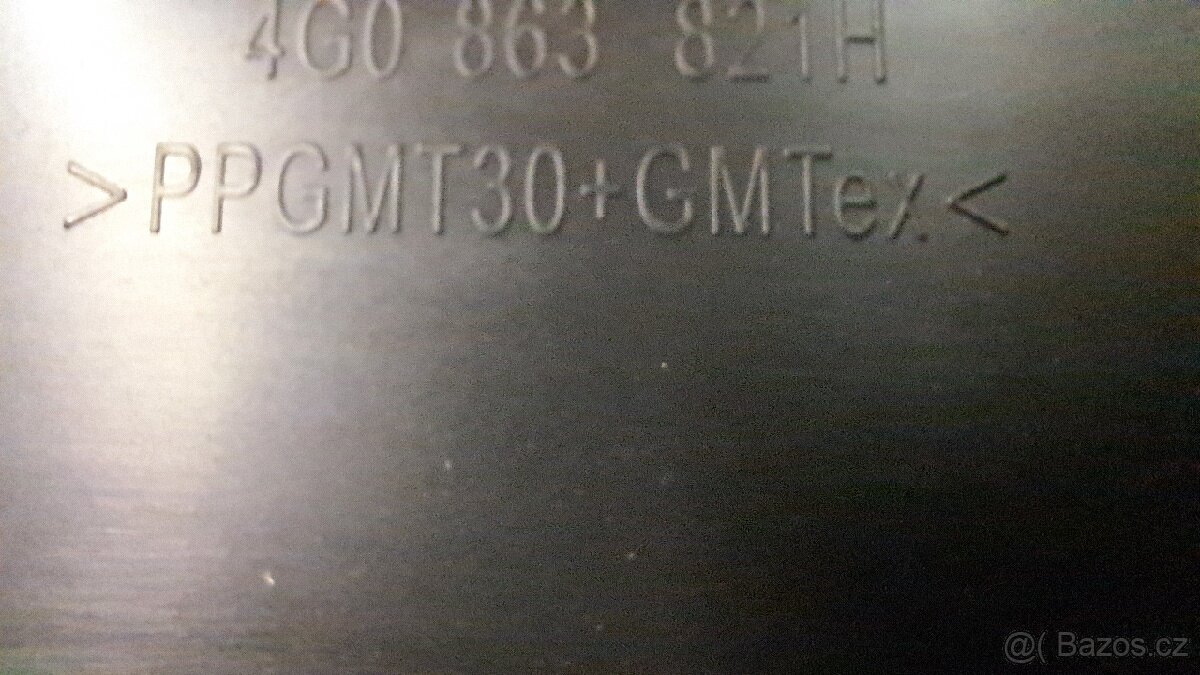 4G0 863 821H
>PPGMT30+GMTex.<
@( Bazos.cz